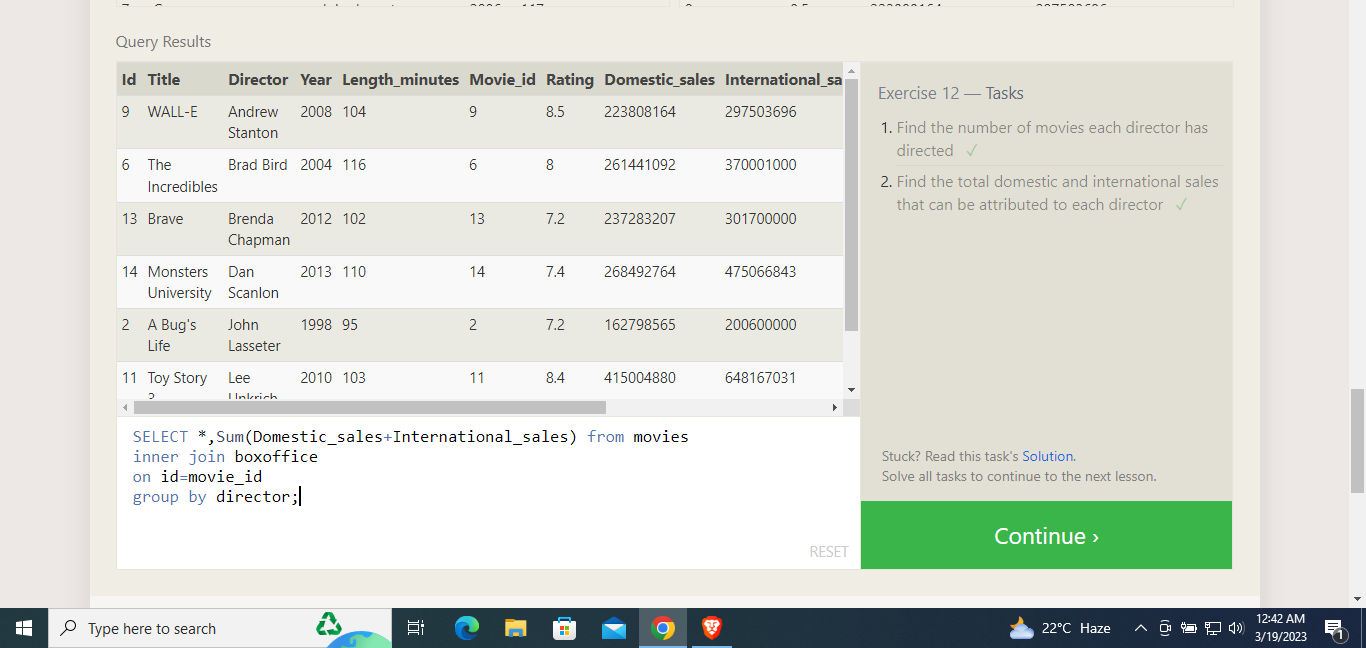 Query Results
Id Title Director Year Length_minutes Movie_id Rating Domestic_sales International_sa
9 WALL-E Andrew Stanton 2008 104 9 8.5 223808164 297503696
6 The Incredibles Brad Bird 2004 116 6 8 261441092 370001000
13 Brave Brenda Chapman 2012 102 13 7.2 237283207 301700000
14 Monsters University Dan Scanlon 2013 110 14 7.4 268492764 475066843
2 A Bug's Life John Lasseter 1998 95 2 7.2 162798565 200600000
11 Toy Story 3 Lee Unkrich 2010 103 11 8.4 415004880 648167031
Exercise 12 — Tasks
1. Find the number of movies each director has
directed ✓
2. Find the total domestic and international sales
that can be attributed to each director ✓
SELECT *,Sum(Domestic_sales+International_sales) from movies
inner join boxoffice
on id=movie_id
group by director;
RESET
Stuck? Read this task's Solution.
Solve all tasks to continue to the next lesson.
Continue ›
Type here to search
22°C Haze
12:42 AM
3/19/2023
1